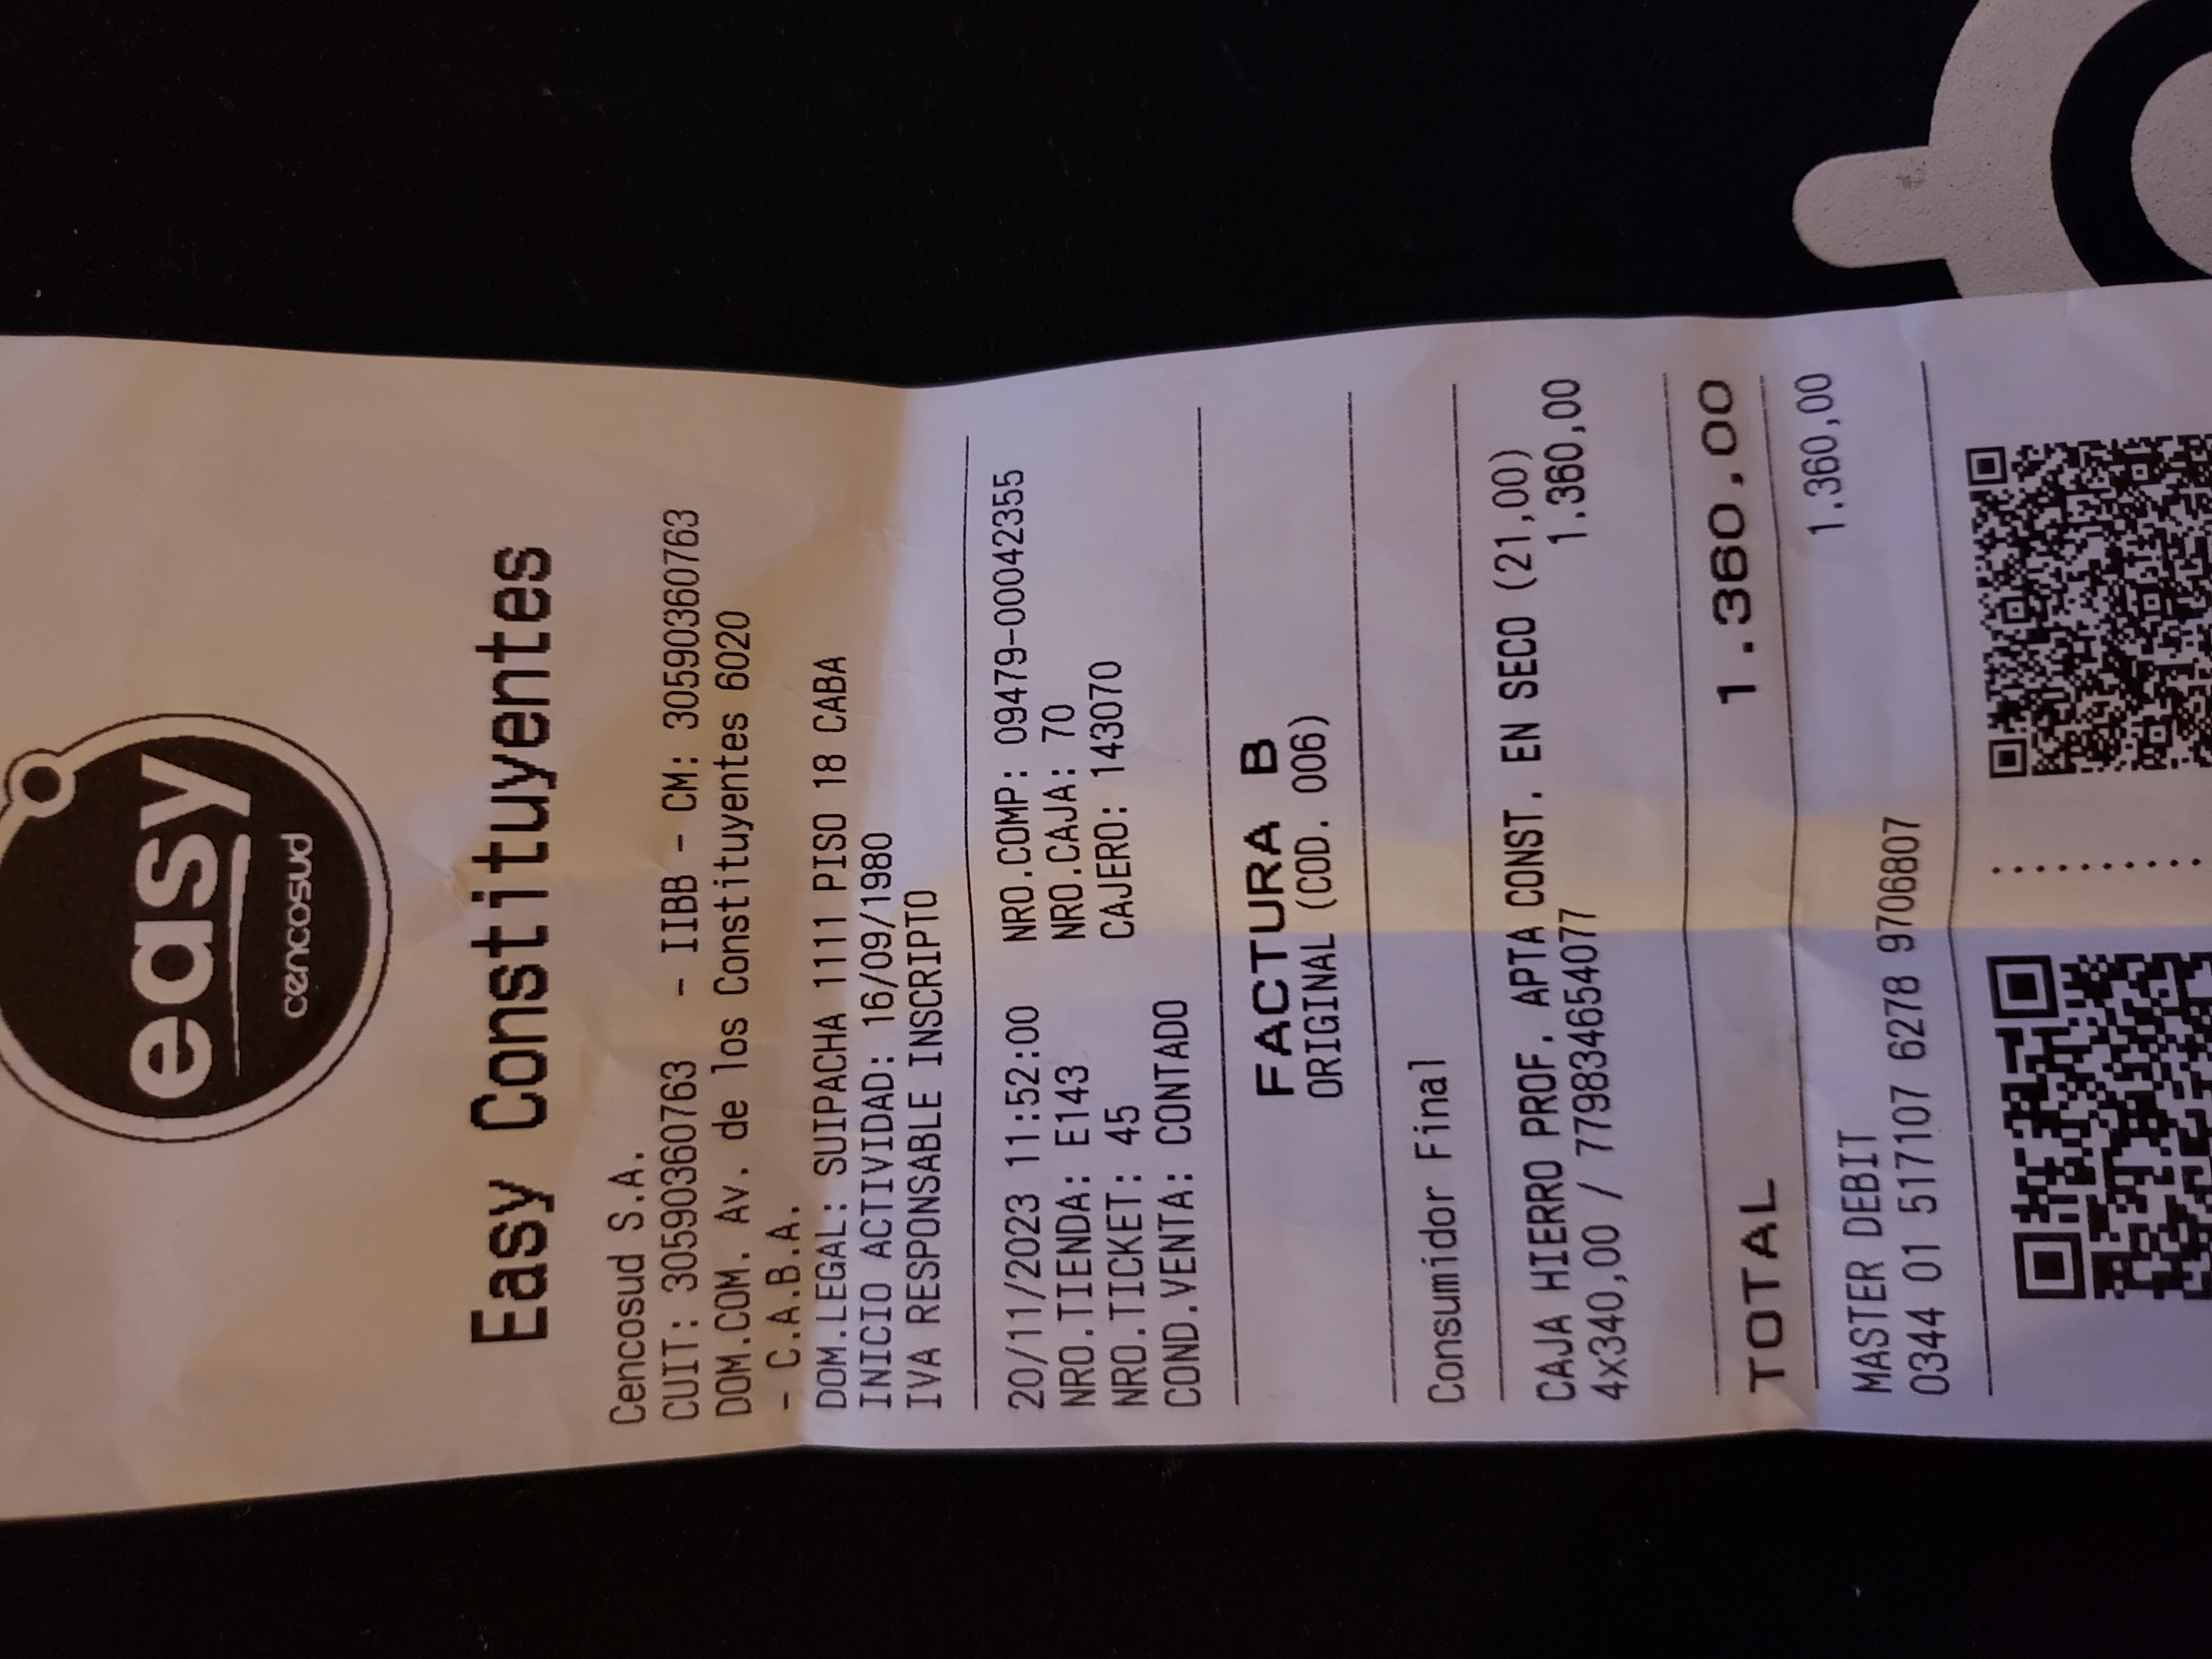 easy
cencosud
Easy Constituyentes
Cencosud S.A.
CUIT: 30590360763 - IIBB - CM: 30590360763
DOM.COM. Av. de los Constituyentes 6020
- C.A.B.A.
DOM.LEGAL: SUIPACHA 1111 PISO 18 CABA
INICIO ACTIVIDAD: 16/09/1980
IVA RESPONSABLE INSCRIPTO
20/11/2023 11:52:00 NRO.COMP: 09479-00042355
NRO.TIENDA: E143 NRO.CAJA: 70
NRO.TICKET: 45 CAJERO: 143070
COND.VENTA: CONTADO
FACTURA B
ORIGINAL (COD. 006)
Consumidor Final
CAJA HIERRO PROF. APTA CONST. EN SECO (21,00)
4x340,00 / 779834654077 1.360,00
TOTAL 1.360,00
MASTER DEBIT 1.360,00
0344 01 517107 6278 9706807